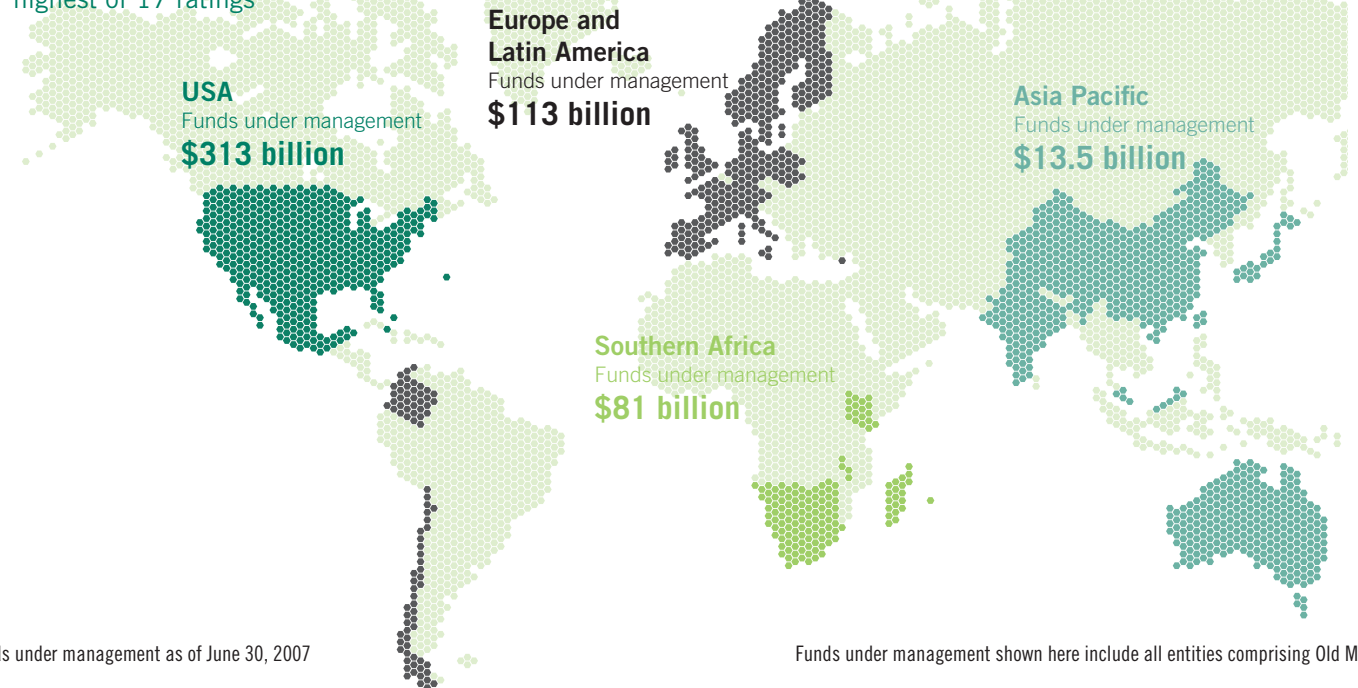 highest of 17 ratings
Europe and
Latin America
Funds under management
$113 billion
USA
Funds under management
$313 billion
Asia Pacific
Funds under management
$13.5 billion
Southern Africa
Funds under management
$81 billion
under management as of June 30, 2007
Funds under management shown here include all entities comprising Old